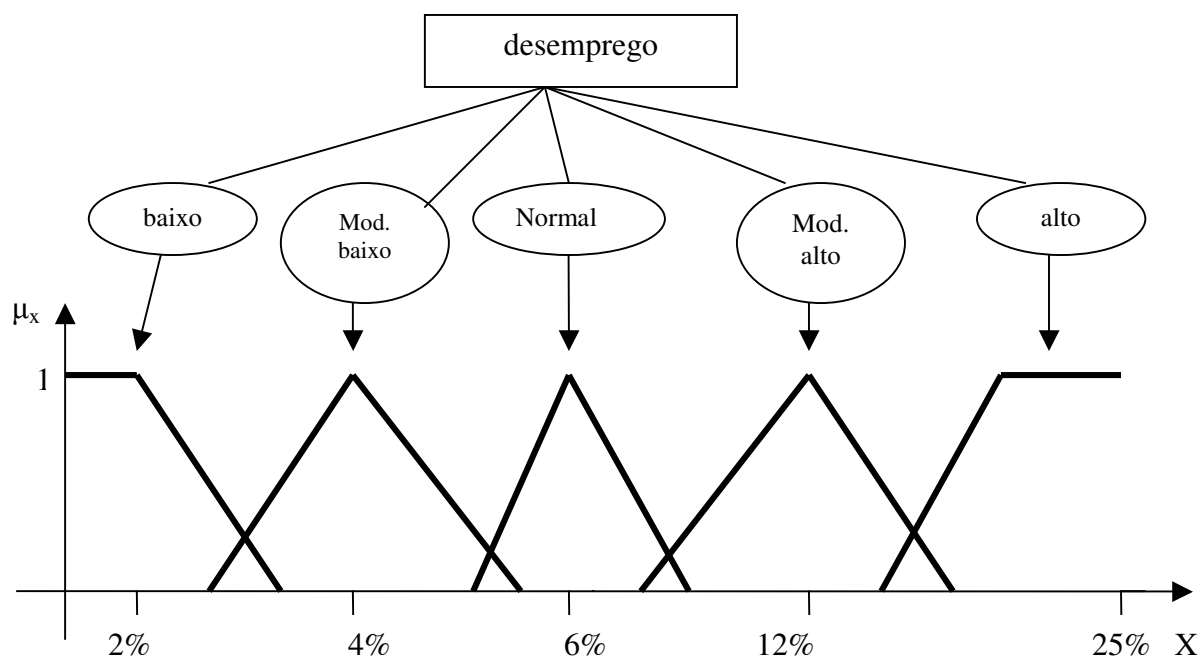 desemprego
baixo
Mod.
baixo
Normal
Mod.
alto
alto
μx
1
2%
4%
6%
12%
25%
X